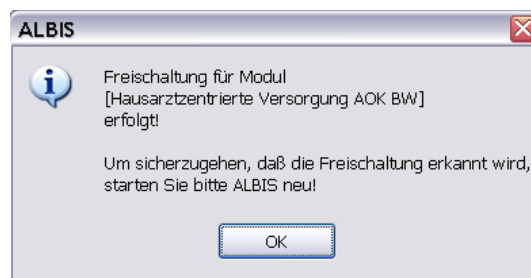 ALBIS
Freischaltung für Modul
[Hausarztzentrierte Versorgung AOK BW]
erfolgt!
Um sicherzugehen, daß die Freischaltung erkannt wird,
starten Sie bitte ALBIS neu!
OK